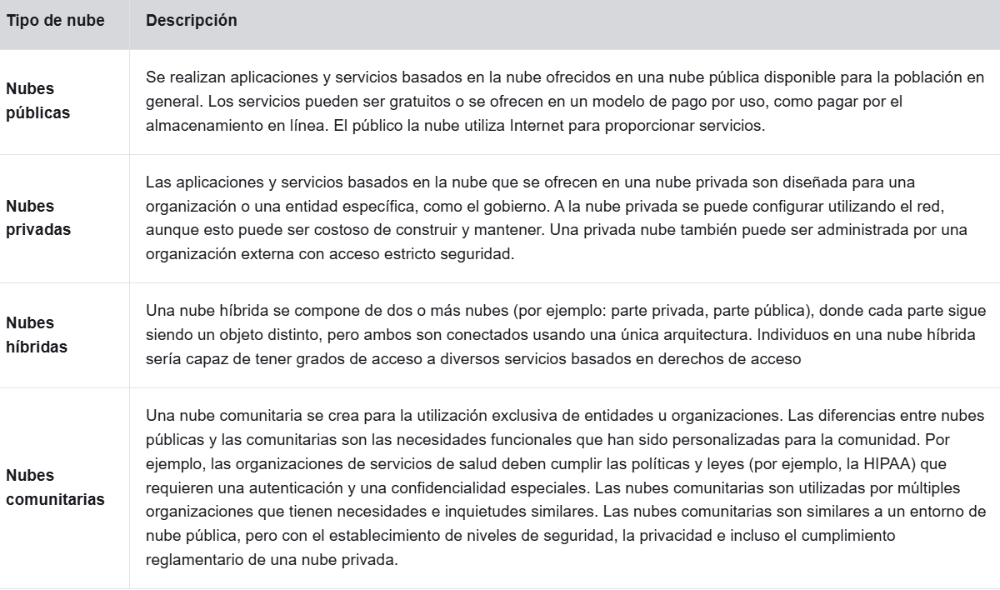 Tipo de nube
Descripción
Nubes
públicas
Se realizan aplicaciones y servicios basados en la nube ofrecidos en una nube pública disponible para la población en
general. Los servicios pueden ser gratuitos o se ofrecen en un modelo de pago por uso, como pagar por el
almacenamiento en línea. El público la nube utiliza Internet para proporcionar servicios.
Nubes
privadas
Las aplicaciones y servicios basados en la nube que se ofrecen en una nube privada son diseñada para una
organización o una entidad específica, como el gobierno. A la nube privada se puede configurar utilizando el red,
aunque esto puede ser costoso de construir y mantener. Una privada nube también puede ser administrada por una
organización externa con acceso estricto seguridad.
Nubes
híbridas
Una nube híbrida se compone de dos o más nubes (por ejemplo: parte privada, parte pública), donde cada parte sigue
siendo un objeto distinto, pero ambos son conectados usando una única arquitectura. Individuos en una nube híbrida
sería capaz de tener grados de acceso a diversos servicios basados en derechos de acceso
Nubes
comunitarias
Una nube comunitaria se crea para la utilización exclusiva de entidades u organizaciones. Las diferencias entre nubes
públicas y las comunitarias son las necesidades funcionales que han sido personalizadas para la comunidad. Por
ejemplo, las organizaciones de servicios de salud deben cumplir las políticas y leyes (por ejemplo, la HIPAA) que
requieren una autenticación y una confidencialidad especiales. Las nubes comunitarias son utilizadas por múltiples
organizaciones que tienen necesidades e inquietudes similares. Las nubes comunitarias son similares a un entorno de
nube pública, pero con el establecimiento de niveles de seguridad, la privacidad e incluso el cumplimiento
reglamentario de una nube privada.